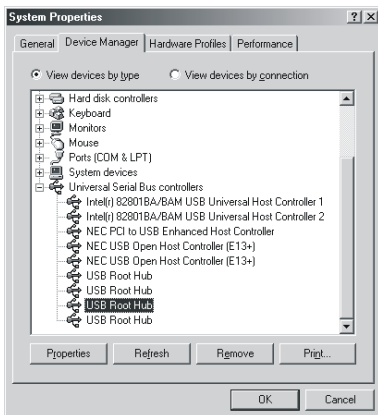 System Properties
General Device Manager Hardware Profiles Performance
View devices by type View devices by connection
Hard disk controllers
Keyboard
Monitors
Mouse
Ports (COM & LPT)
System devices
Universal Serial Bus controllers
Intel(r) 82801BA/BAM USB Universal Host Controller 1
Intel(r) 82801BA/BAM USB Universal Host Controller 2
NEC PCI to USB Enhanced Host Controller
NEC USB Open Host Controller (E13+)
NEC USB Open Host Controller (E13+)
USB Root Hub
USB Root Hub
USB Root Hub
USB Root Hub
Properties Refresh Remove Print...
OK Cancel